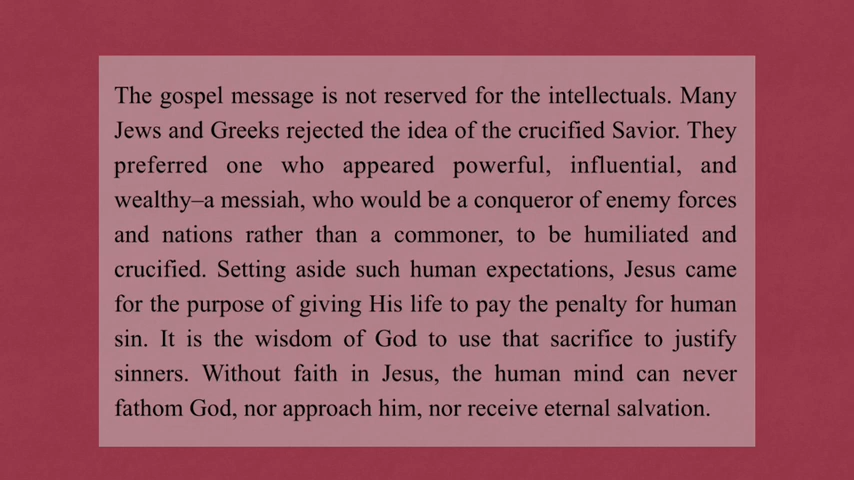 The gospel message is not reserved for the intellectuals. Many
Jews and Greeks rejected the idea of the crucified Savior. They
preferred one who appeared powerful, influential, and
wealthy–a messiah, who would be a conqueror of enemy forces
and nations rather than a commoner, to be humiliated and
crucified. Setting aside such human expectations, Jesus came
for the purpose of giving His life to pay the penalty for human
sin. It is the wisdom of God to use that sacrifice to justify
sinners. Without faith in Jesus, the human mind can never
fathom God, nor approach him, nor receive eternal salvation.